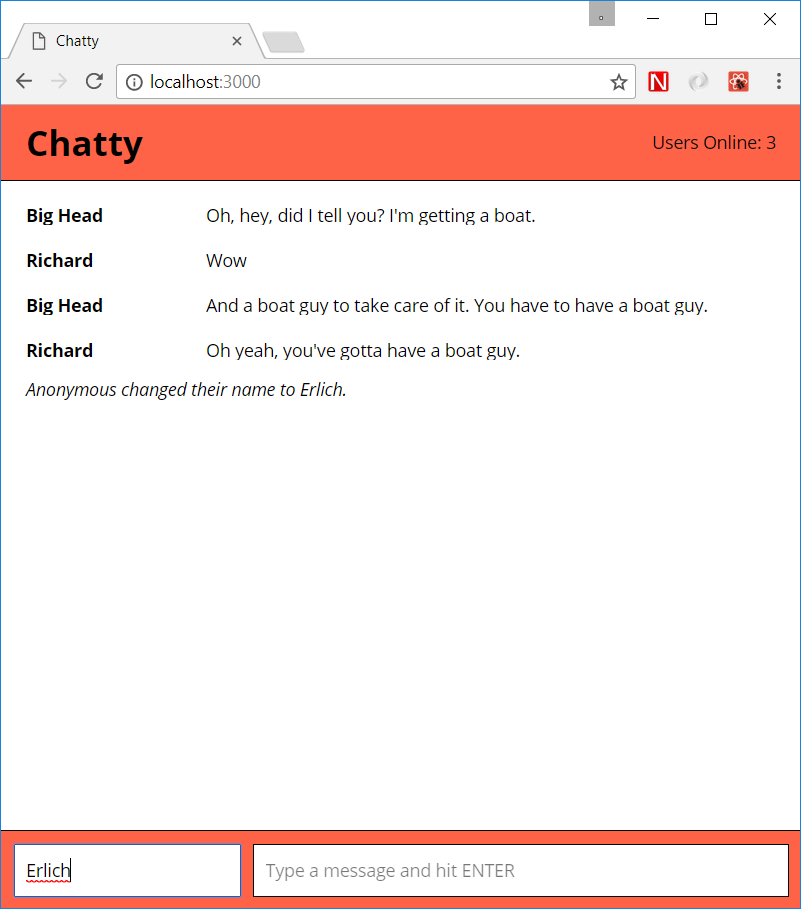 Chatty
localhost:3000
N
Chatty Users Online: 3
Big Head Oh, hey, did I tell you? I'm getting a boat.
Richard Wow
Big Head And a boat guy to take care of it. You have to have a boat guy.
Richard Oh yeah, you've gotta have a boat guy.
Anonymous changed their name to Erlich.
Erlich Type a message and hit ENTER